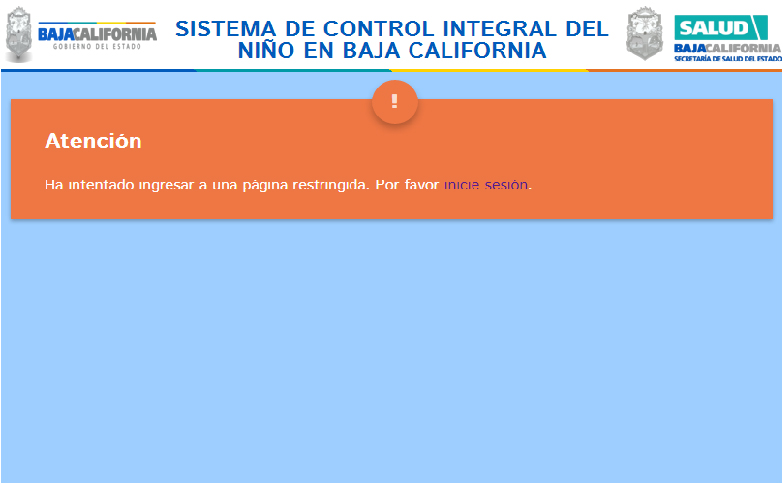 BAJACALIFORNIA
GOBIERNO DEL ESTADO
SISTEMA DE CONTROL INTEGRAL DEL
NIÑO EN BAJA CALIFORNIA
SALUD
BAJACALIFORNIA
SECRETARÍA DE SALUD DEL ESTADO
!
Atención
Ha intentado ingresar a una página restringida. Por favor inicie sesión.